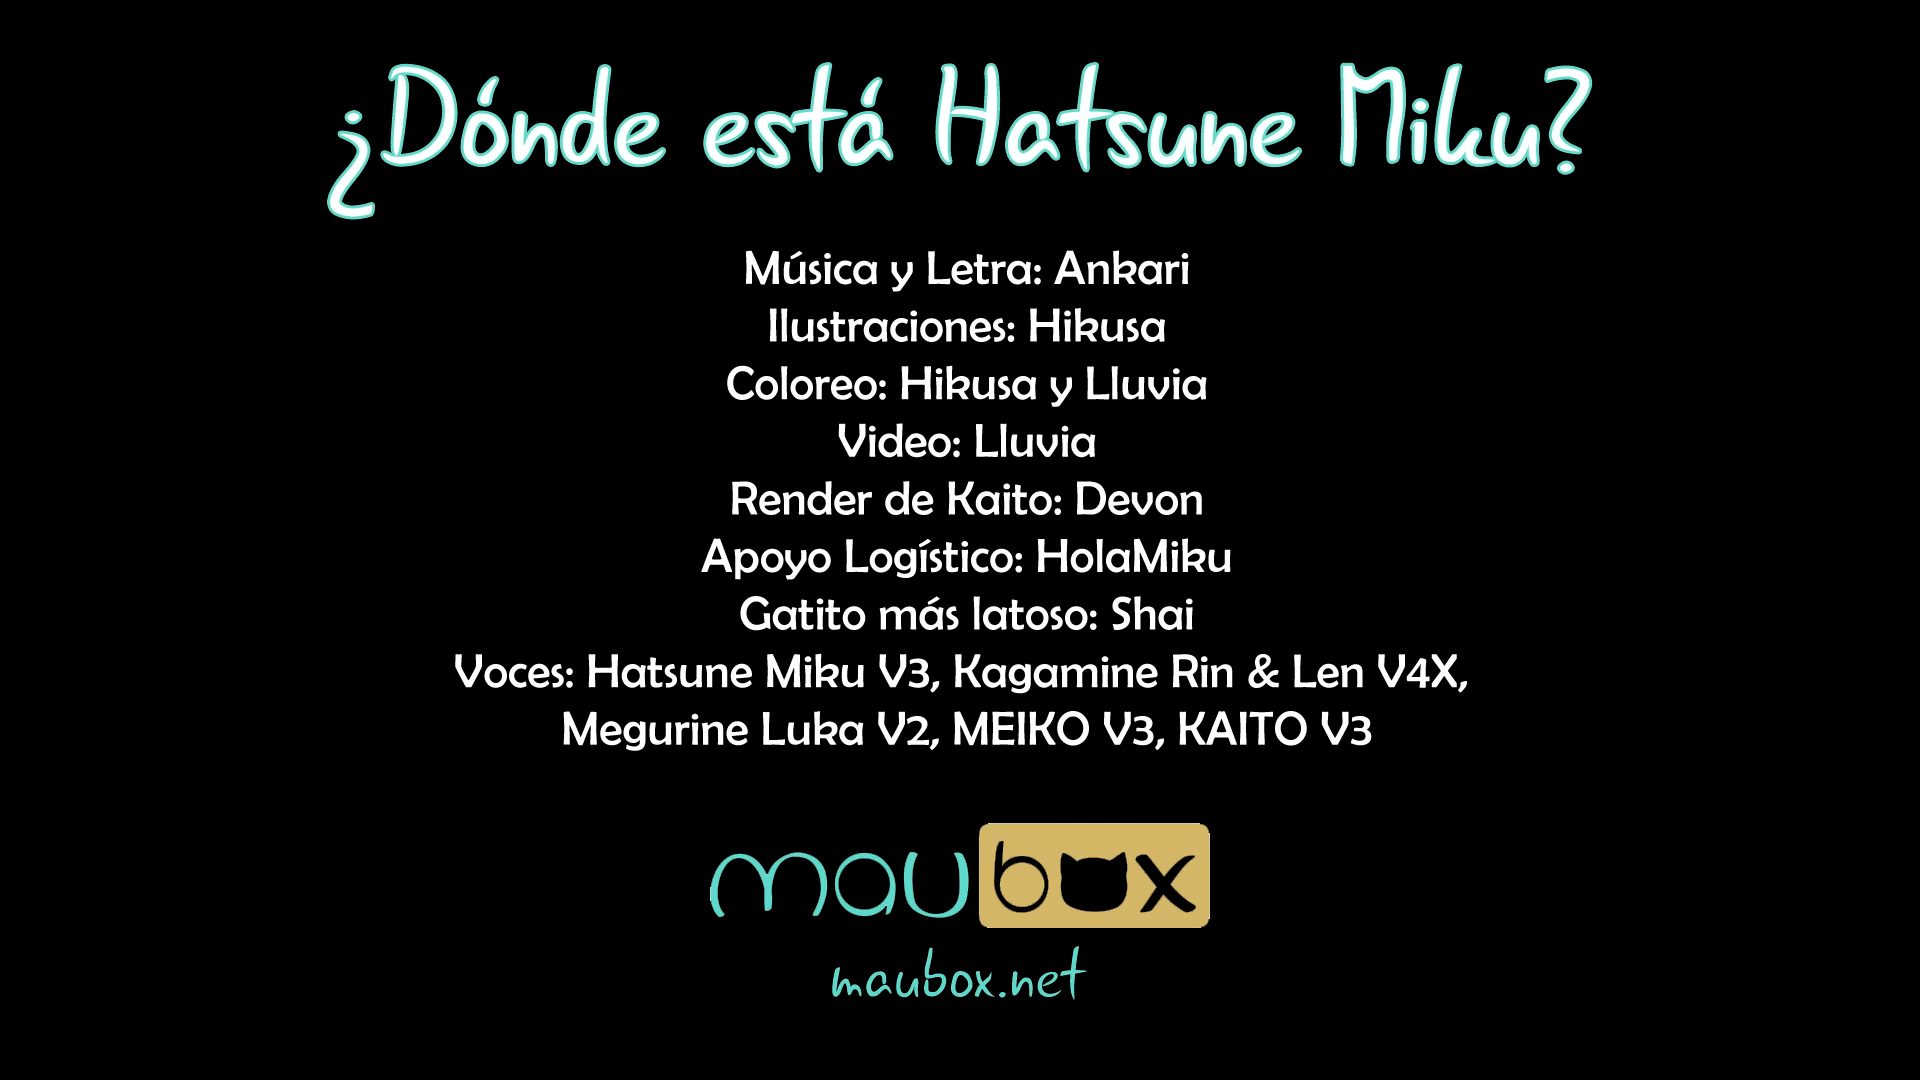 ¿Dónde está Hatsune Miku?
Música y Letra: Ankari
Ilustraciones: Hikusa
Coloreo: Hikusa y Lluvia
Video: Lluvia
Render de Kaito: Devon
Apoyo Logístico: HolaMiku
Gatito más latoso: Shai
Voces: Hatsune Miku V3, Kagamine Rin & Len V4X,
Megurine Luka V2, MEIKO V3, KAITO V3
maubox
maubox.net